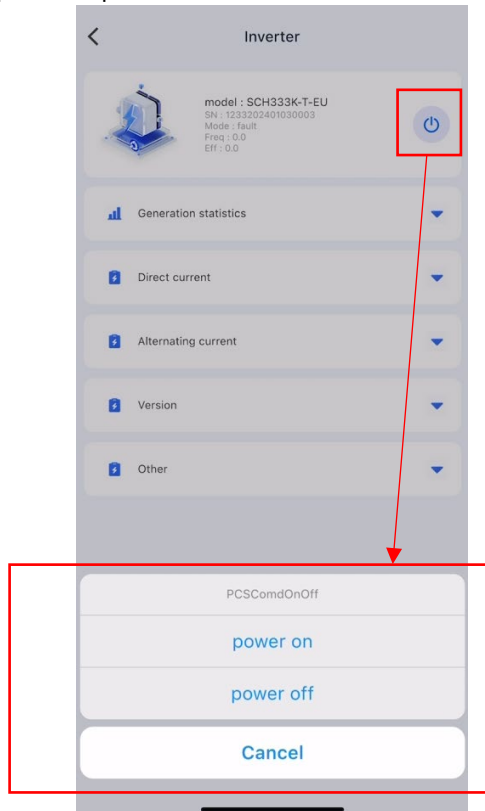 Inverter
model : SCH333K-T-EU
SN : 1233202401030003
Mode : fault
Freq : 0.0
Eff : 0.0
Generation statistics
Direct current
Alternating current
Version
Other
PCSComdOnOff
power on
power off
Cancel